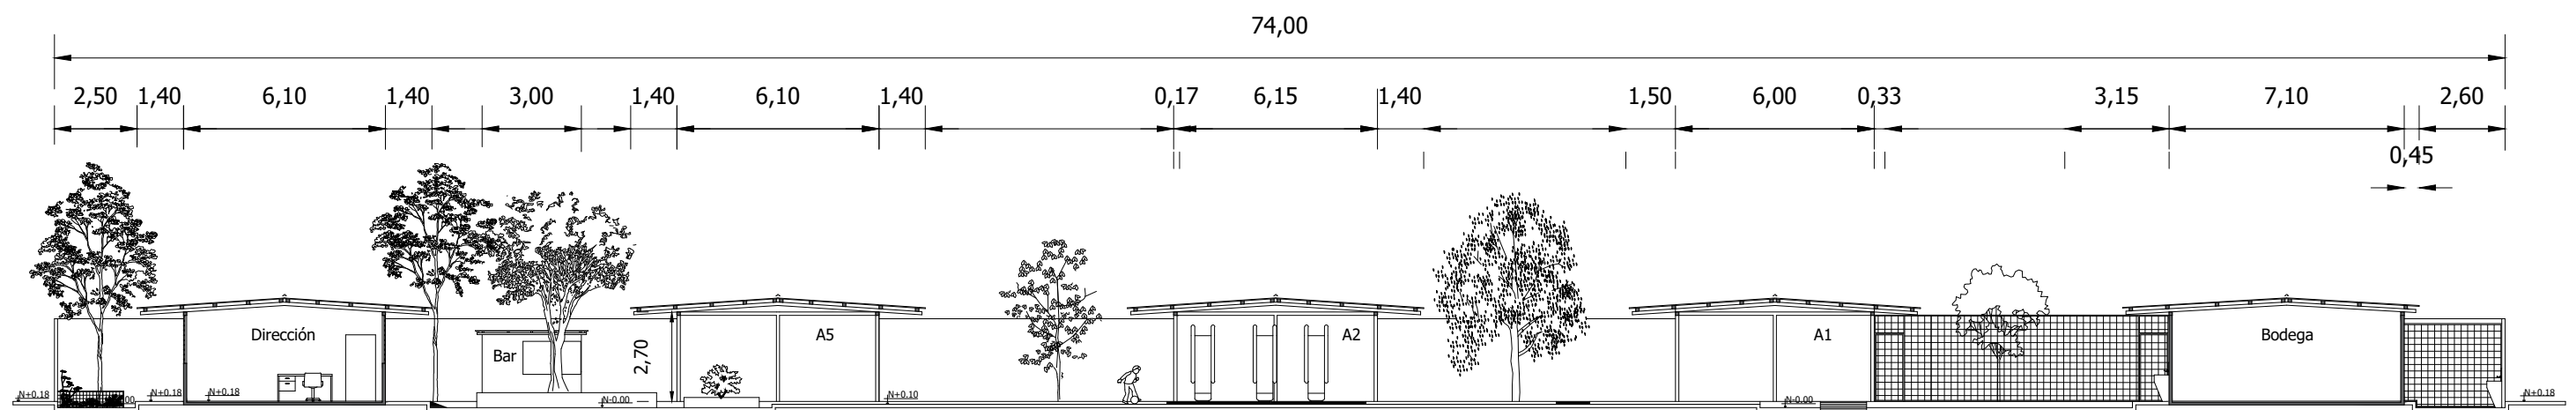 74,00
2,50 1,40 6,10 1,40 3,00 1,40 6,10 1,40 0,17 6,15 1,40 1,50 6,00 0,33 3,15 7,10 2,60
0,45
Dirección
Bar
2,70
A5
A2
A1
Bodega
N+0.18
00
N+0.18
N+0.18
N-0.00
N+0.10
N-0.00
N+0.18